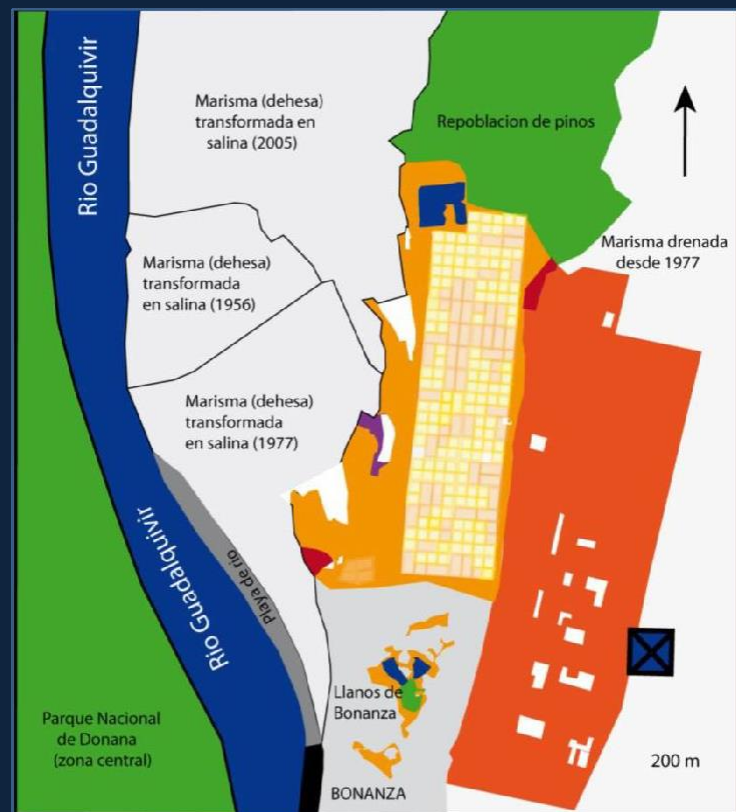 Rio Guadalquivir
Marisma (dehesa)
transformada en
salina (2005)
Repoblacion de pinos
Marisma drenada
desde 1977
Marisma (dehesa)
transformada
en salina (1956)
Marisma (dehesa)
transformada
en salina (1977)
Rio Guadalquivir
Playa de rio
Parque Nacional
de Donana
(zona central)
Llanos de
Bonanza
BONANZA
200 m